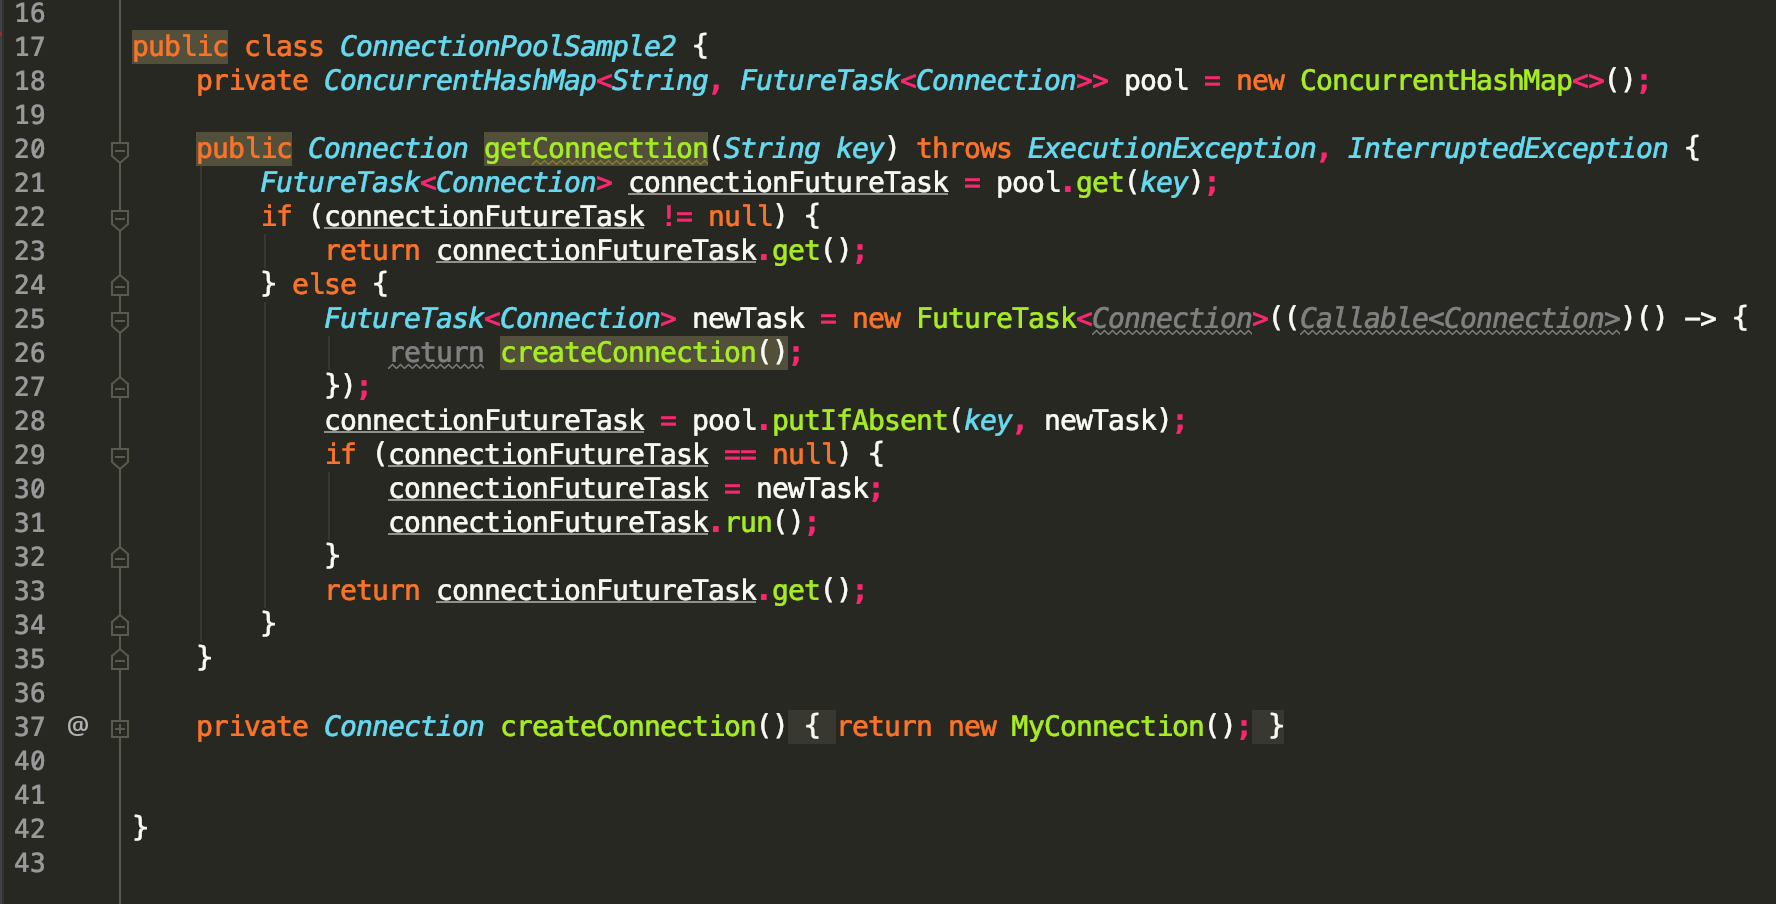 16
17 public class ConnectionPoolSample2 {
18 private ConcurrentHashMap<String, FutureTask<Connection>> pool = new ConcurrentHashMap<>();
19
20 public Connection getConnecttion(String key) throws ExecutionException, InterruptedException {
21 FutureTask<Connection> connectionFutureTask = pool.get(key);
22 if (connectionFutureTask != null) {
23 return connectionFutureTask.get();
24 } else {
25 FutureTask<Connection> newTask = new FutureTask<Connection>((Callable<Connection>)() -> {
26 return createConnection();
27 });
28 connectionFutureTask = pool.putIfAbsent(key, newTask);
29 if (connectionFutureTask == null) {
30 connectionFutureTask = newTask;
31 connectionFutureTask.run();
32 }
33 return connectionFutureTask.get();
34 }
35 }
36
37 @ private Connection createConnection() { return new MyConnection(); }
40
41
42 }
43